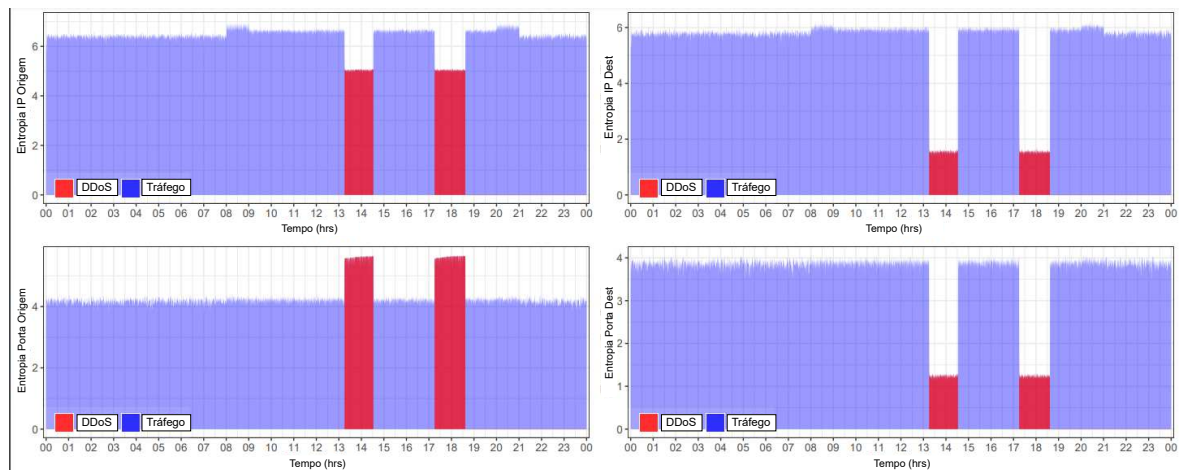 Entropia IP Origem
6
4
2
0
DDoS Tráfego
00 01 02 03 04 05 06 07 08 09 10 11 12 13 14 15 16 17 18 19 20 21 22 23 00
Tempo (hrs)
Entropia IP Dest
6
4
2
0
DDoS Tráfego
00 01 02 03 04 05 06 07 08 09 10 11 12 13 14 15 16 17 18 19 20 21 22 23 00
Tempo (hrs)
Entropia Porta Origem
4
2
0
DDoS Tráfego
00 01 02 03 04 05 06 07 08 09 10 11 12 13 14 15 16 17 18 19 20 21 22 23 00
Tempo (hrs)
Entropia Porta Dest
4
3
2
1
0
DDoS Tráfego
00 01 02 03 04 05 06 07 08 09 10 11 12 13 14 15 16 17 18 19 20 21 22 23 00
Tempo (hrs)